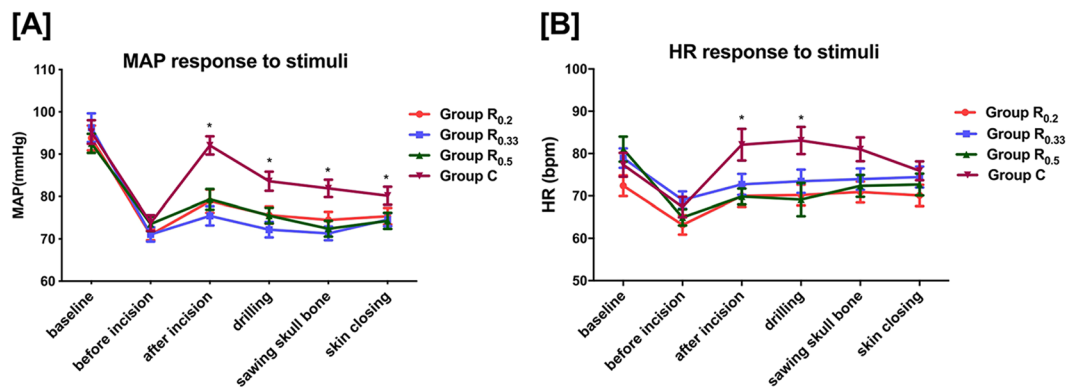 [A]
MAP response to stimuli
MAP(mmHg)
110
100
90
80
70
60
*
*
*
*
baseline
before incision
after incision
drilling
sawing skull bone
skin closing
Group R0.2
Group R0.33
Group R0.5
Group C
[B]
HR response to stimuli
HR (bpm)
100
90
80
70
60
50
*
*
baseline
before incision
after incision
drilling
sawing skull bone
skin closing
Group R0.2
Group R0.33
Group R0.5
Group C